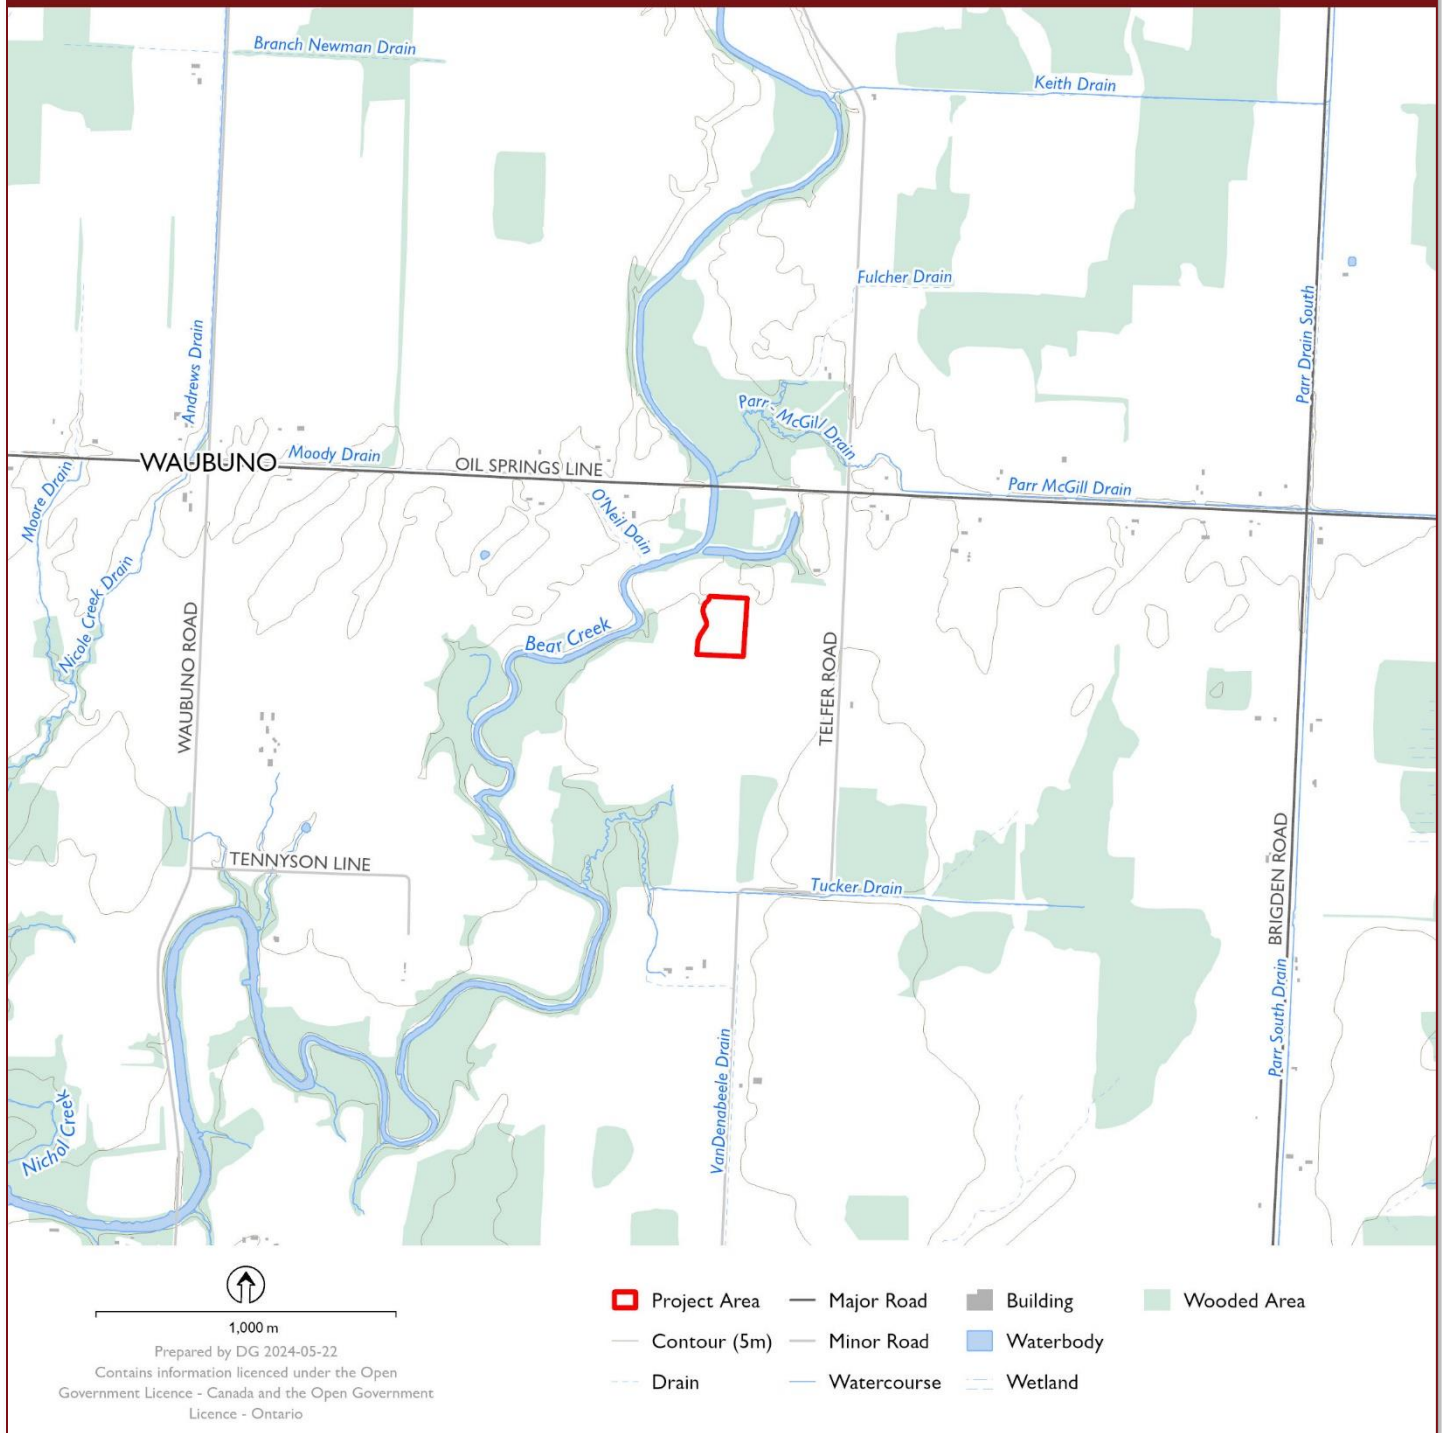 Branch Newman Drain
Keith Drain
Fulcher Drain
Andrews Drain
Parr Drain South
Parr - McGill Drain
WAUBUNO
Moody Drain
OIL SPRINGS LINE
Moore Drain
O'Neil Dain
Parr McGill Drain
Nicole Creek Drain
Bear Creek
WAUBUNO ROAD
TELFER ROAD
TENNYSON LINE
Tucker Drain
BRIGDEN ROAD
VanDenabeele Drain
Parr South Drain
Nichol Creek
1,000 m
Prepared by DG 2024-05-22
Contains information licenced under the Open
Government Licence - Canada and the Open Government
Licence - Ontario
Project Area
Major Road
Building
Wooded Area
Contour (5m)
Minor Road
Waterbody
Drain
Watercourse
Wetland